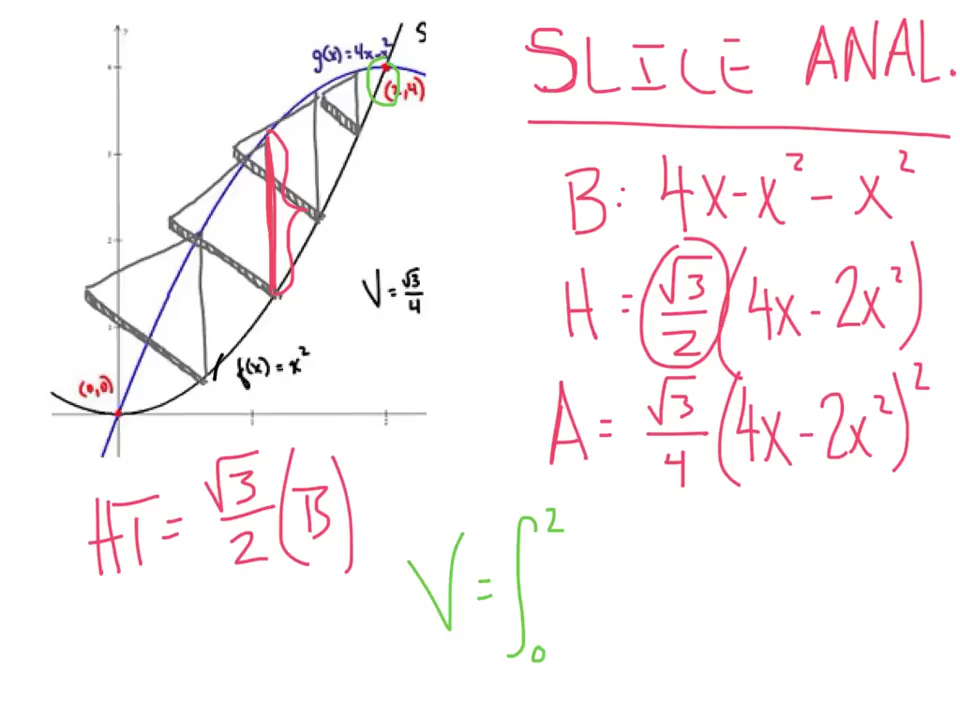 SLICE ANAL.
g(x)=4x-x²
S
(2,4)
B: 4x-x²-x²
H = √3/2 (4x-2x²)
V=√3/4
f(x)=x²
(0,0)
A = √3/4 (4x-2x²)²
HT = √3/2 (B)
V = ∫₀²